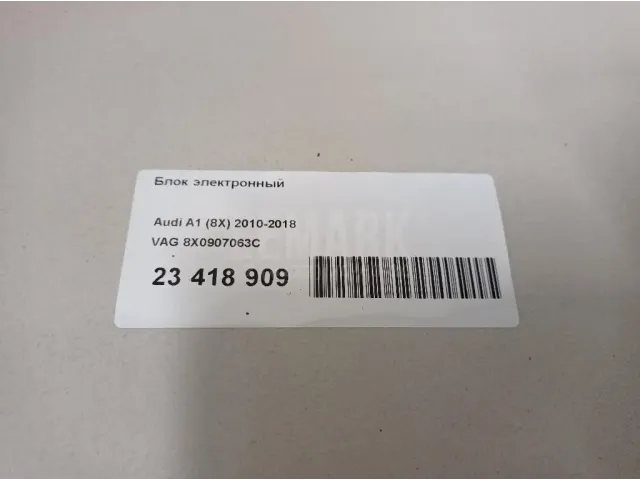 Блок электронный
Audi A1 (8X) 2010-2018
VAG 8X0907063C
23 418 909